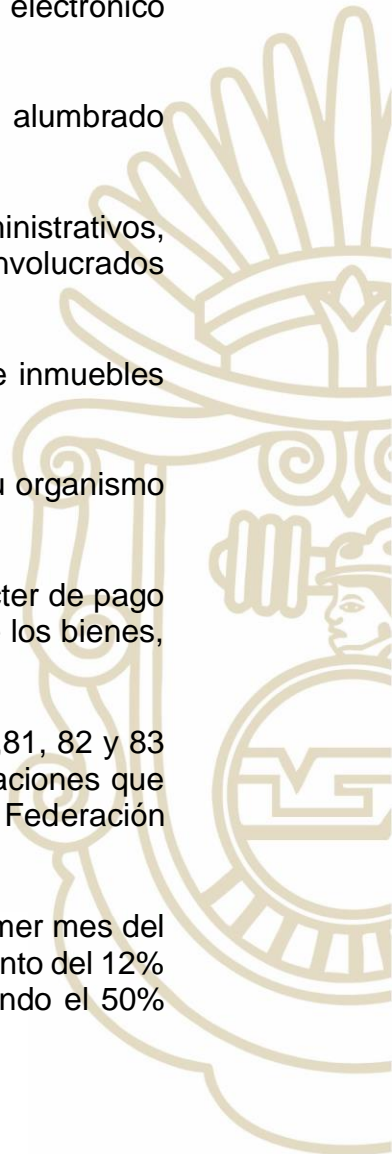 electrónico
alumbrado
ministrativos,
nvolucrados
e inmuebles
u organismo
cter de pago
los bienes,
81, 82 y 83
aciones que
Federación
mer mes del
nto del 12%
ndo el 50%